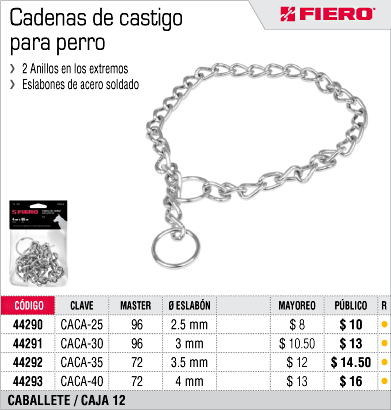 Cadenas de castigo
para perro
FIERO®
❯ 2 Anillos en los extremos
❯ Eslabones de acero soldado
FIERO
CÓDIGO CLAVE MASTER Ø ESLABÓN MAYOREO PÚBLICO R
44290 CACA-25 96 2.5 mm $ 8 $ 10 ●
44291 CACA-30 96 3 mm $ 10.50 $ 13 ●
44292 CACA-35 72 3.5 mm $ 12 $ 14.50 ●
44293 CACA-40 72 4 mm $ 13 $ 16 ●
CABALLETE / CAJA 12